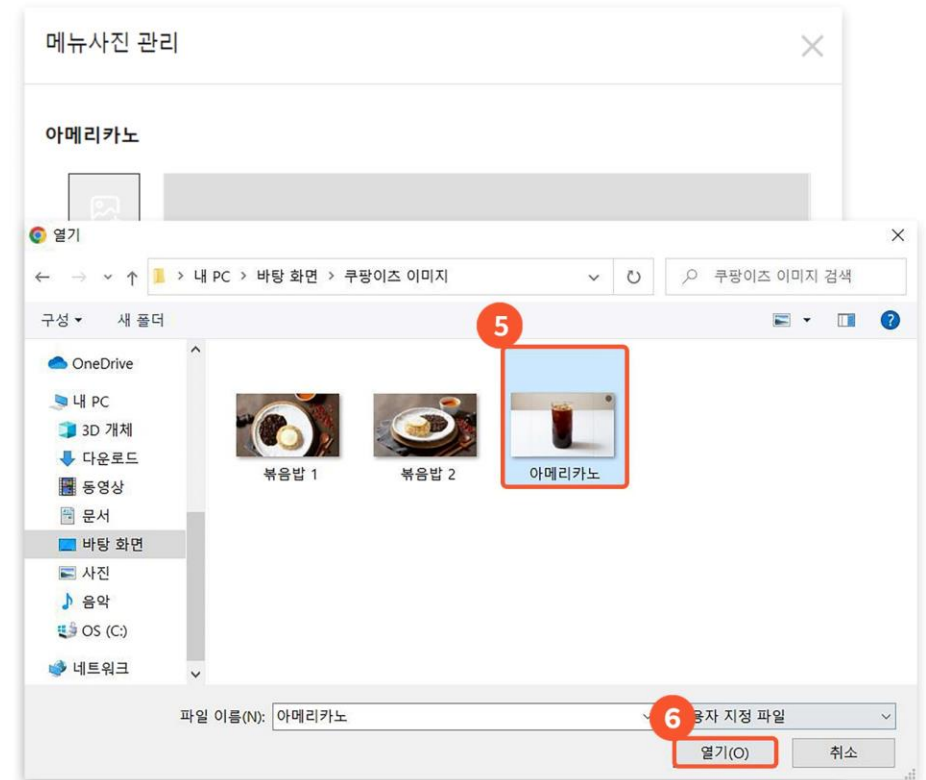 메뉴사진 관리
아메리카노
열기
내 PC > 바탕 화면 > 쿠팡이츠 이미지
쿠팡이츠 이미지 검색
구성
새 폴더
5
OneDrive
내 PC
3D 개체
다운로드
동영상
문서
바탕 화면
사진
음악
OS (C:)
네트워크
볶음밥 1
볶음밥 2
아메리카노
파일 이름(N): 아메리카노
6
지정 파일
열기(O)
취소